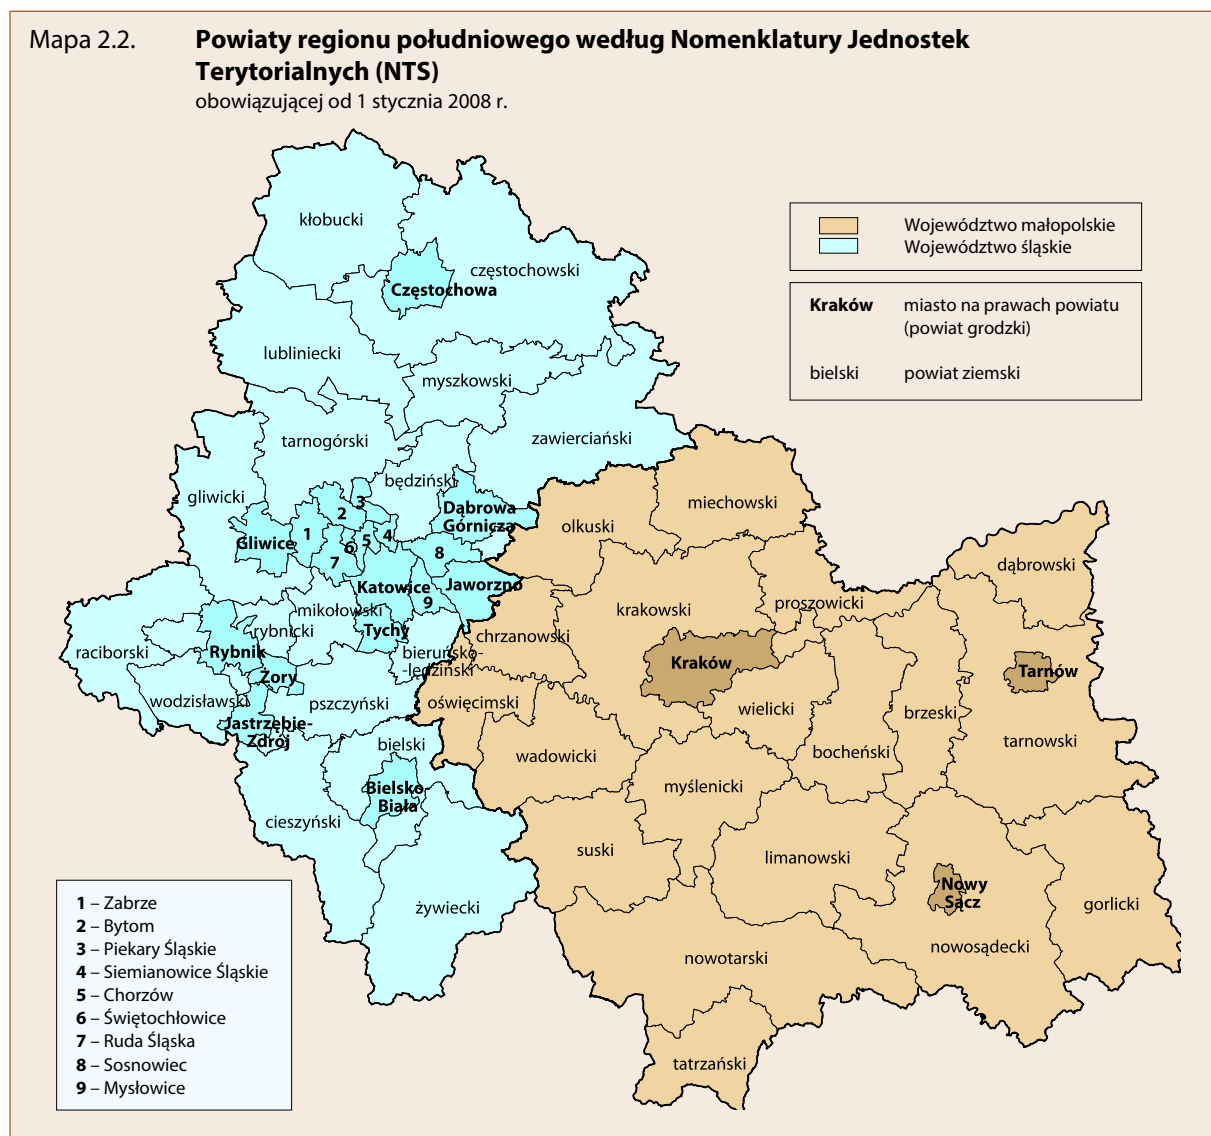 Mapa 2.2. Powiaty regionu południowego według Nomenklatury Jednostek
Terytorialnych (NTS)
obowiązującej od 1 stycznia 2008 r.
Województwo małopolskie
Województwo śląskie
Kraków miasto na prawach powiatu
(powiat grodzki)
bielski powiat ziemski
kłobucki
częstochowski
Częstochowa
lubliniecki
myszkowski
tarnogórski
zawierciański
będziński
gliwicki
3
2
1
Dąbrowa
Górnicza
Gliwice
5
4
6
7
8
Katowice
9
Jaworzno
mikołowski
rybnicki
Tychy
raciborski
Rybnik
bieruńsko-
-lędziński
Żory
wodzisławski
pszczyński
Jastrzębie-
Zdrój
bielski
Bielsko-
Biała
cieszyński
żywiecki
miechowski
olkuski
dąbrowski
krakowski
proszowicki
chrzanowski
Kraków
Tarnów
oświęcimski
wielicki
brzeski
tarnowski
wadowicki
bocheński
myślenicki
suski
limanowski
Nowy
Sącz
gorlicki
nowosądecki
nowotarski
tatrzański
1 – Zabrze
2 – Bytom
3 – Piekary Śląskie
4 – Siemianowice Śląskie
5 – Chorzów
6 – Świętochłowice
7 – Ruda Śląska
8 – Sosnowiec
9 – Mysłowice